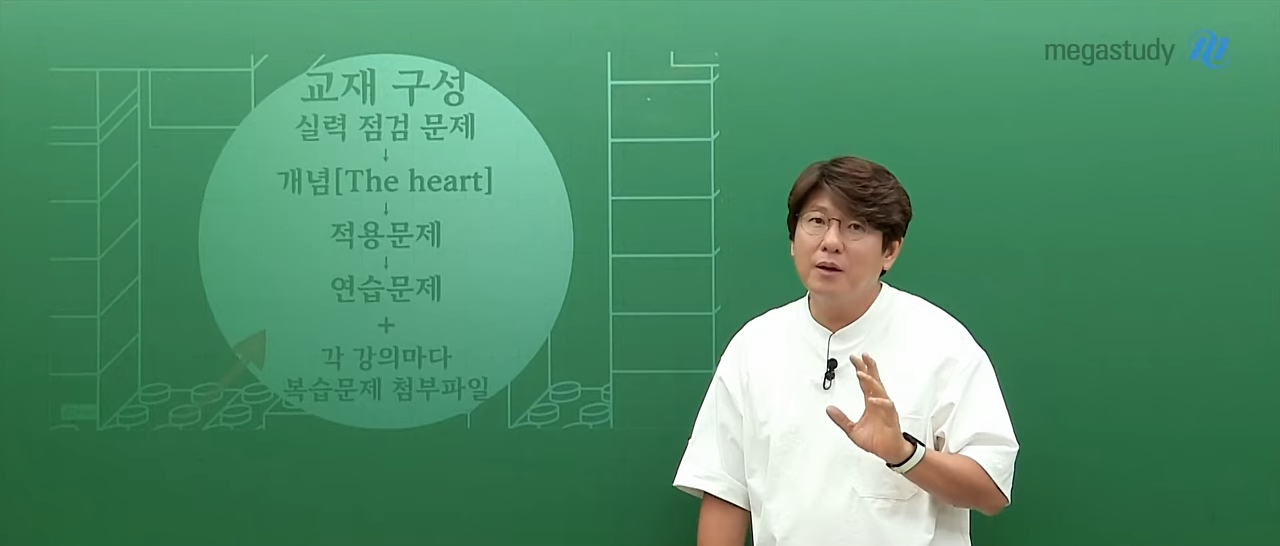 megastudy
교재 구성
실력 점검 문제
↓
개념[The heart]
↓
적용문제
↓
연습문제
+
각 강의마다
복습문제 첨부파일